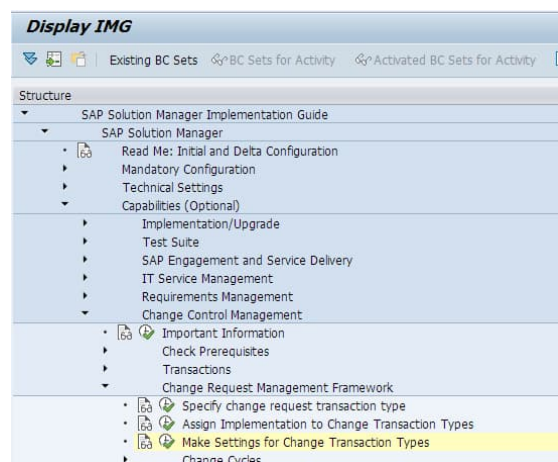 Display IMG
Existing BC Sets BC Sets for Activity Activated BC Sets for Activity
Structure
SAP Solution Manager Implementation Guide
SAP Solution Manager
Read Me: Initial and Delta Configuration
Mandatory Configuration
Technical Settings
Capabilities (Optional)
Implementation/Upgrade
Test Suite
SAP Engagement and Service Delivery
IT Service Management
Requirements Management
Change Control Management
Important Information
Check Prerequisites
Transactions
Change Request Management Framework
Specify change request transaction type
Assign Implementation to Change Transaction Types
Make Settings for Change Transaction Types
Change Cycles